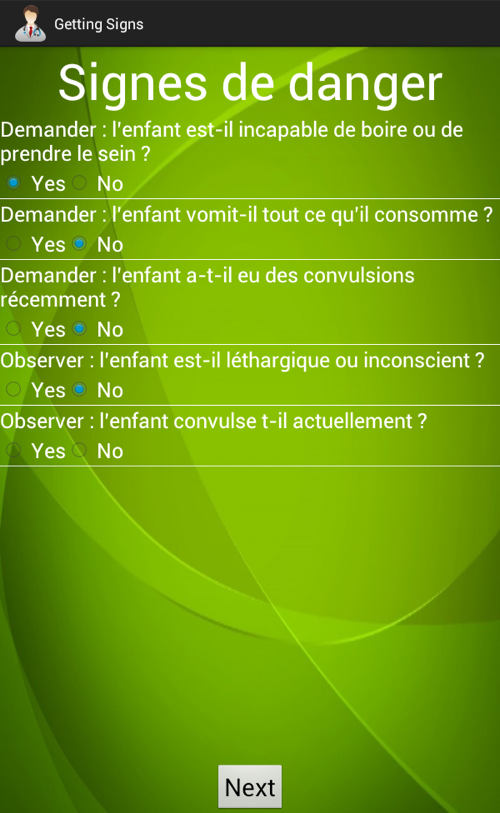 Getting Signs
Signes de danger
Demander : l'enfant est-il incapable de boire ou de
prendre le sein ?
Yes No
Demander : l'enfant vomit-il tout ce qu'il consomme ?
Yes No
Demander : l'enfant a-t-il eu des convulsions
récemment ?
Yes No
Observer : l'enfant est-il léthargique ou inconscient ?
Yes No
Observer : l'enfant convulse t-il actuellement ?
Yes No
Next